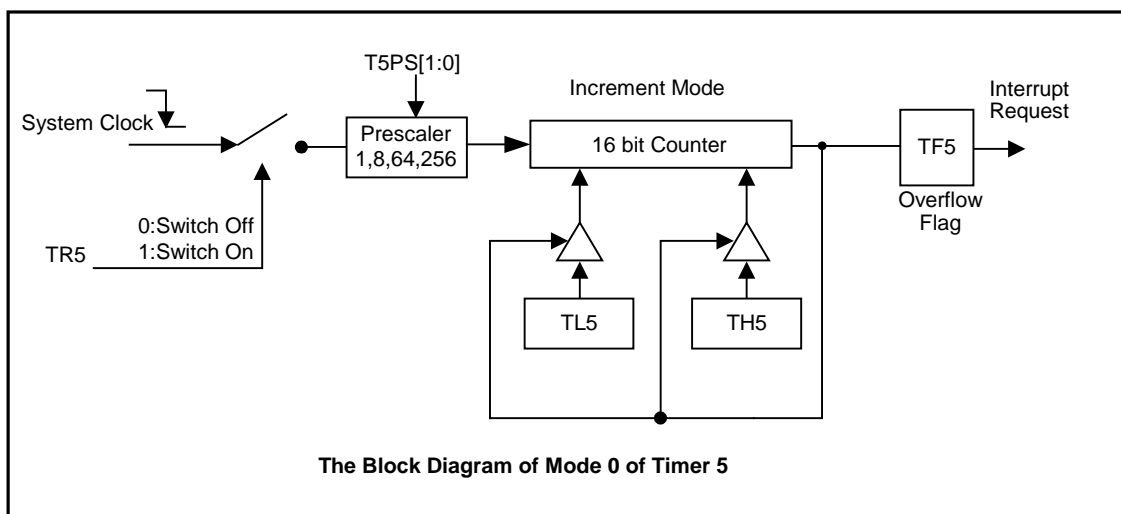 T5PS[1:0]
Increment Mode
Interrupt
Request
System Clock
Prescaler
1,8,64,256
16 bit Counter
TF5
Overflow
Flag
0:Switch Off
1:Switch On
TR5
TL5
TH5
The Block Diagram of Mode 0 of Timer 5